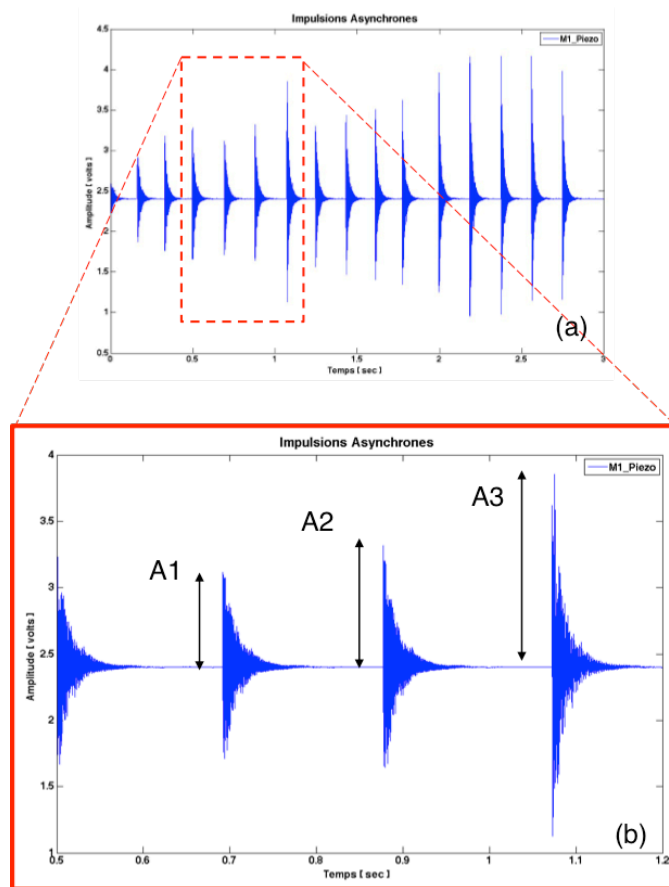 Impulsions Asynchrones
M1_Piezo
Amplitude [ volts]
4.5
4
3.5
3
2.5
2
1.5
1
0.5
0
0.5
1
1.5
2
2.5
3
Temps [ sec]
(a)
Impulsions Asynchrones
M1_Piezo
Amplitude [ volts]
4
3.5
3
2.5
2
1.5
1
A1
A2
A3
0.5
0.6
0.7
0.8
0.9
1
1.1
1.2
Temps [ sec]
(b)